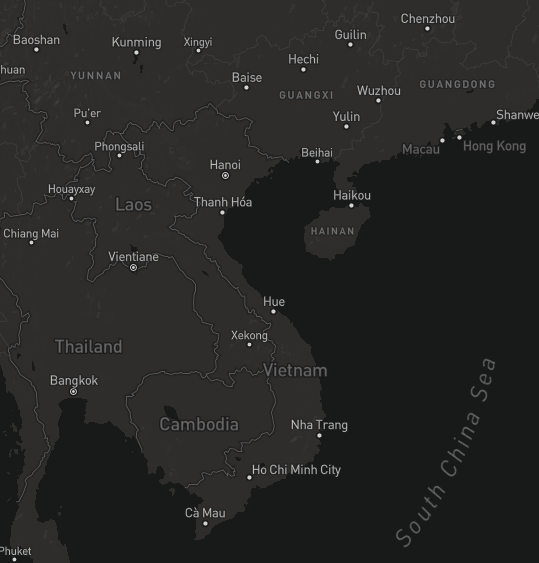 Chenzhou
Guilin
Baoshan
Kunming
Xingyi
Hechi
huan
YUNNAN
Baise
GUANGXI
Wuzhou
GUANGDONG
Pu'er
Yulin
Shanwe
Phongsali
Hanoi
Beihai
Macau
Hong Kong
Houayxay
Laos
Thanh Hóa
Haikou
Chiang Mai
HAINAN
Vientiane
Hue
Xekong
Thailand
Vietnam
Bangkok
Cambodia
Nha Trang
South China Sea
Ho Chi Minh City
Cà Mau
Phuket